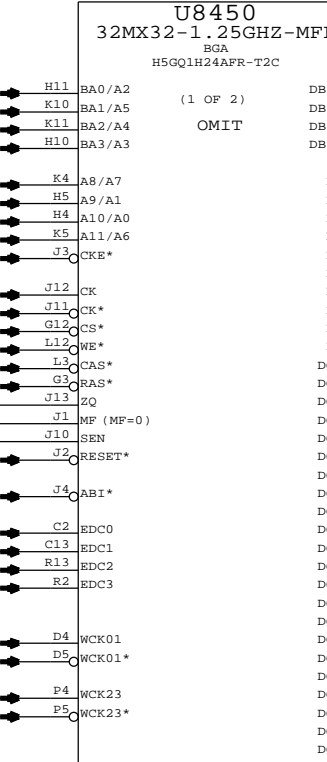 U8450
32MX32-1.25GHZ-MF
BGA
H5GQ1H24AFR-T2C
(1 OF 2)
OMIT
H11 BA0/A2
K10 BA1/A5
K11 BA2/A4
H10 BA3/A3
K4 A8/A7
H5 A9/A1
H4 A10/A0
K5 A11/A6
J3 CKE*
J12 CK
J11 CK*
G12 CS*
L12 WE*
L3 CAS*
G3 RAS*
J13 ZQ
J1 MF (MF=0)
J10 SEN
J2 RESET*
J4 ABI*
C2 EDC0
C13 EDC1
R13 EDC2
R2 EDC3
D4 WCK01
D5 WCK01*
P4 WCK23
P5 WCK23*
DB
DB
DB